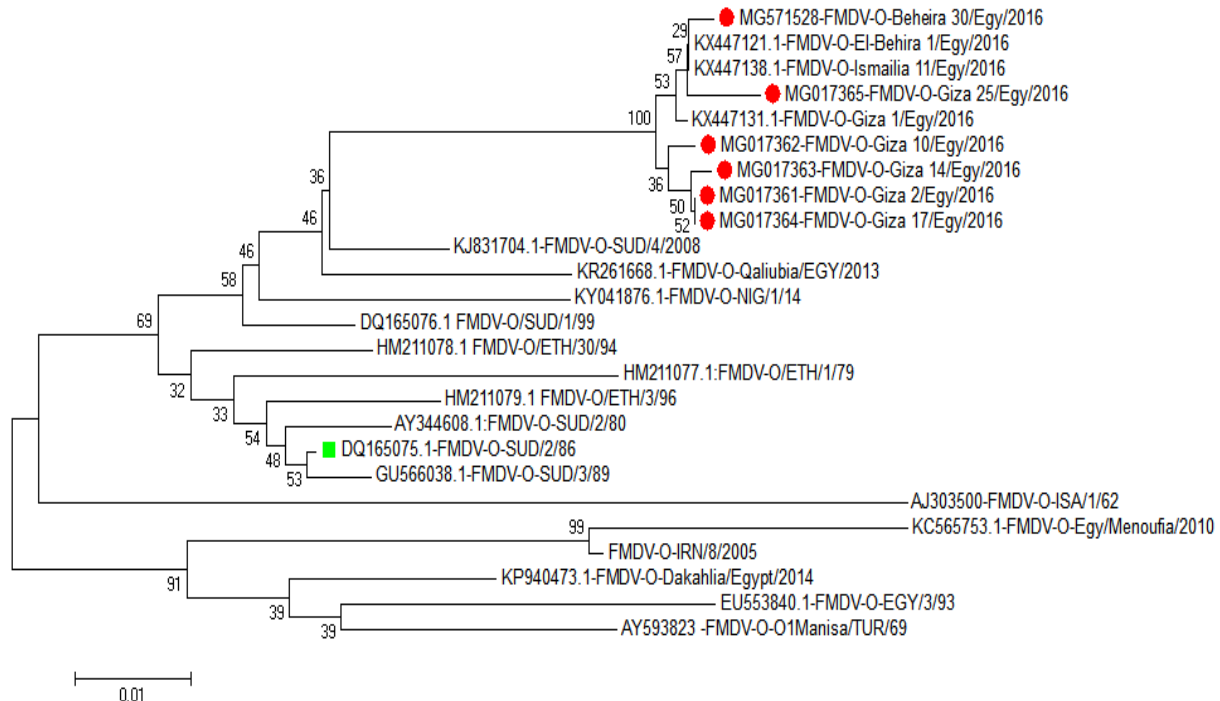 MG571528-FMDV-O-Beheira 30/Egy/2016
29
KX447121.1-FMDV-O-El-Behira 1/Egy/2016
57
KX447138.1-FMDV-O-Ismailia 11/Egy/2016
53
MG017365-FMDV-O-Giza 25/Egy/2016
100
KX447131.1-FMDV-O-Giza 1/Egy/2016
MG017362-FMDV-O-Giza 10/Egy/2016
36
36
MG017363-FMDV-O-Giza 14/Egy/2016
MG017361-FMDV-O-Giza 2/Egy/2016
50
46
52
MG017364-FMDV-O-Giza 17/Egy/2016
46
KJ831704.1-FMDV-O-SUD/4/2008
KR261668.1-FMDV-O-Qaliubia/EGY/2013
58
KY041876.1-FMDV-O-NIG/1/14
69
DQ165076.1 FMDV-O/SUD/1/99
HM211078.1 FMDV-O/ETH/30/94
32
HM211077.1:FMDV-O/ETH/1/79
33
HM211079.1 FMDV-O/ETH/3/96
54
AY344608.1:FMDV-O-SUD/2/80
DQ165075.1-FMDV-O-SUD/2/86
48
53
GU566038.1-FMDV-O-SUD/3/89
AJ303500-FMDV-O-ISA/1/62
99
KC565753.1-FMDV-O-Egy/Menoufia/2010
FMDV-O-IRN/8/2005
91
KP940473.1-FMDV-O-Dakahlia/Egypt/2014
39
EU553840.1-FMDV-O-EGY/3/93
39
AY593823 -FMDV-O-O1Manisa/TUR/69
0.01